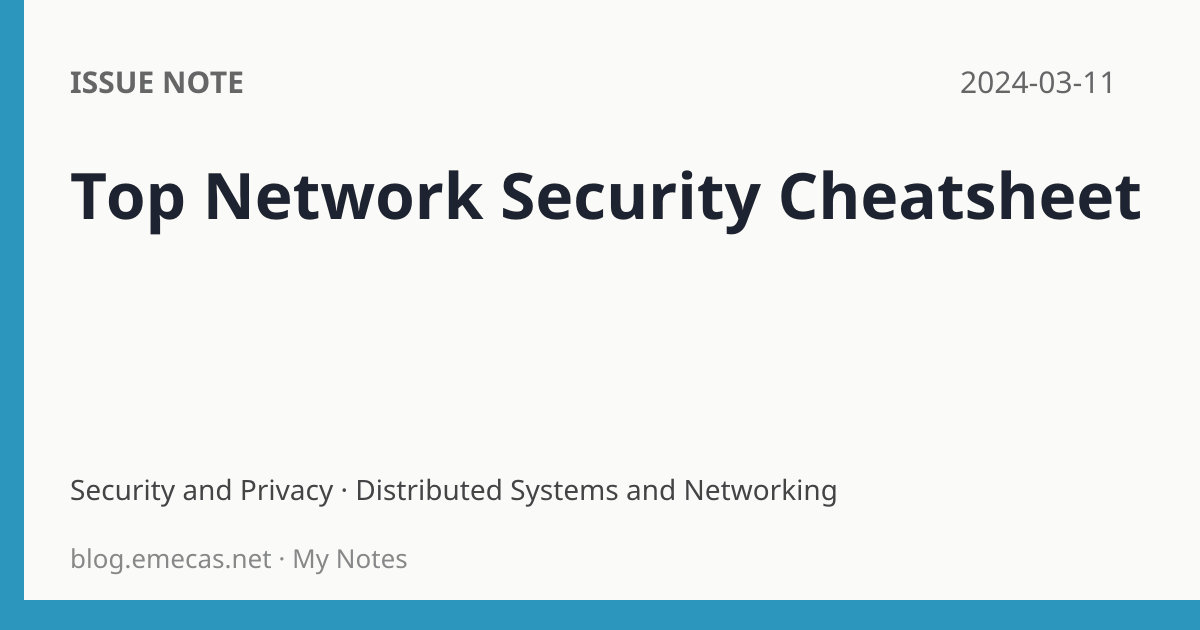 ISSUE NOTE
2024-03-11
Top Network Security Cheatsheet
Security and Privacy · Distributed Systems and Networking
blog.emecas.net · My Notes